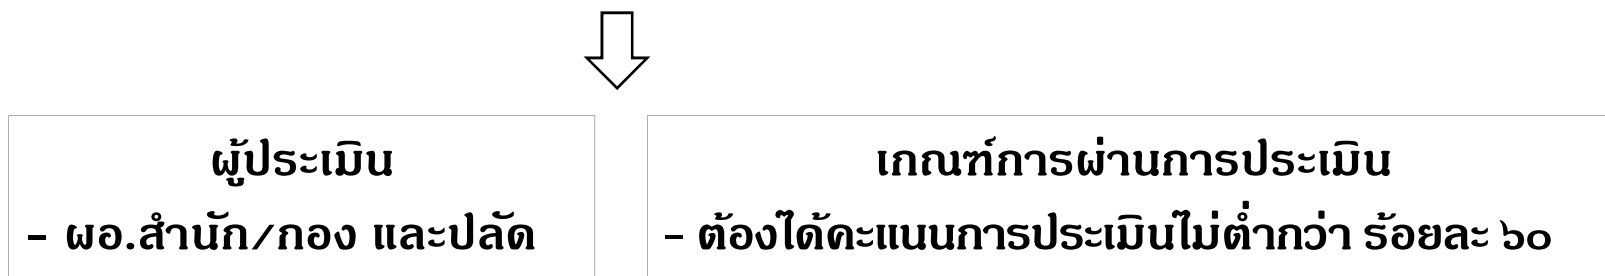 ผู้ประเมิน
- ผอ.สำนัก/กอง และปลัด
เกณฑ์การผ่านการประเมิน
- ต้องได้คะแนนการประเมินไม่ต่ำกว่า ร้อยละ ๖๐